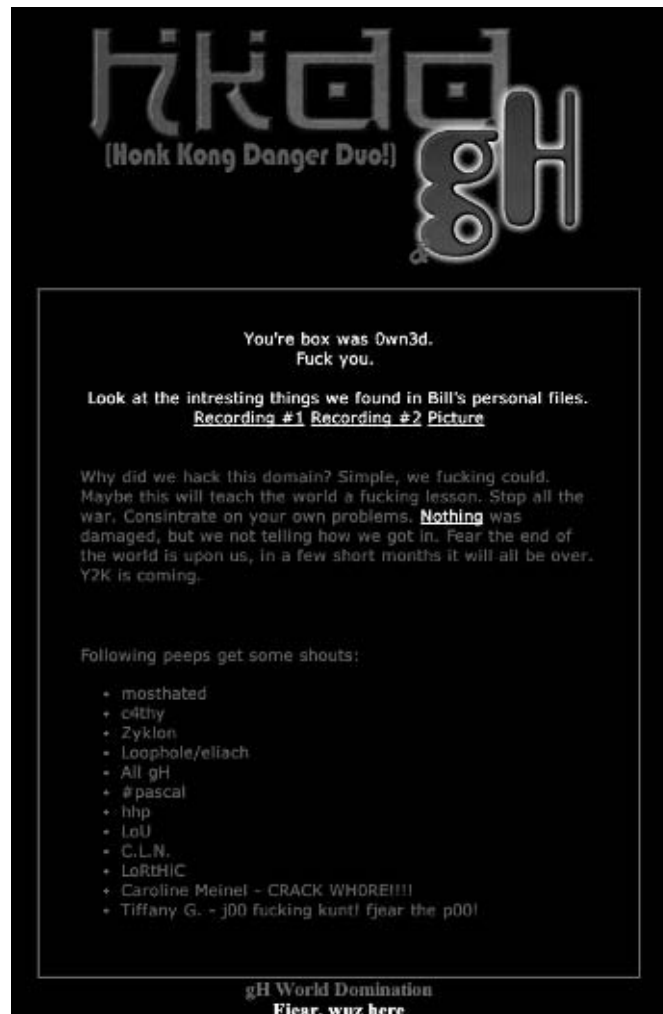 hkdd
(Honk Kong Danger Duo!)
&
gH
You're box was 0wn3d.
Fuck you.
Look at the intresting things we found in Bill's personal files.
Recording #1 Recording #2 Picture
Why did we hack this domain? Simple, we fucking could.
Maybe this will teach the world a fucking lesson. Stop all the
war. Consintrate on your own problems. Nothing was
damaged, but we not telling how we got in. Fear the end of
the world is upon us, in a few short months it will all be over.
Y2K is coming.
Following peeps get some shouts:
• mosthated
• c4thy
• Zyklon
• Loophole/eliach
• All gH
• #pascal
• hhp
• LoU
• C.L.N.
• LoRtHiC
• Caroline Meinel - CRACK WH0RE!!!!
• Tiffany G. - j00 fucking kunt! fjear the p00!
gH World Domination
Fjear, wuz here